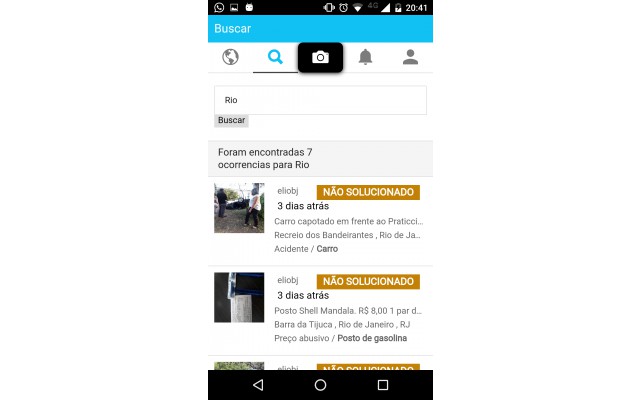 4G 20:41
Buscar
Rio
Buscar
Foram encontradas 7
ocorrencias para Rio
eliobj NÃO SOLUCIONADO
3 dias atrás
Carro capotado em frente ao Praticci...
Recreio dos Bandeirantes , Rio de Ja...
Acidente / Carro
eliobj NÃO SOLUCIONADO
3 dias atrás
Posto Shell Mandala. R$ 8,00 1 par d...
Barra da Tijuca , Rio de Janeiro , RJ
Preço abusivo / Posto de gasolina
eliobj NÃO SOLUCIONADO